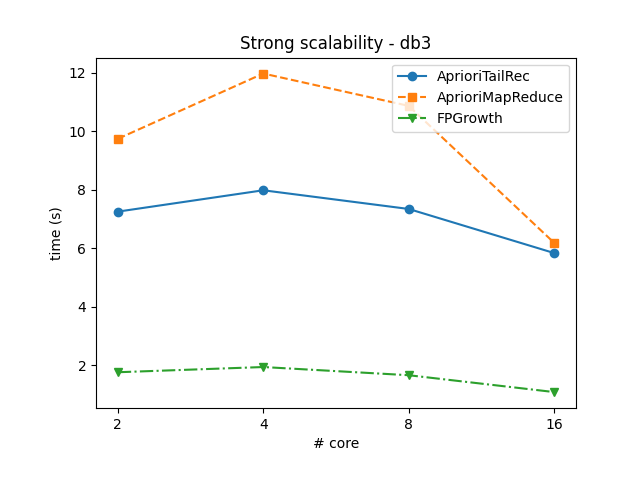 Strong scalability - db3
AprioriTailRec
AprioriMapReduce
FPGrowth
12
10
8
6
4
2
time (s)
2 4 8 16
# core